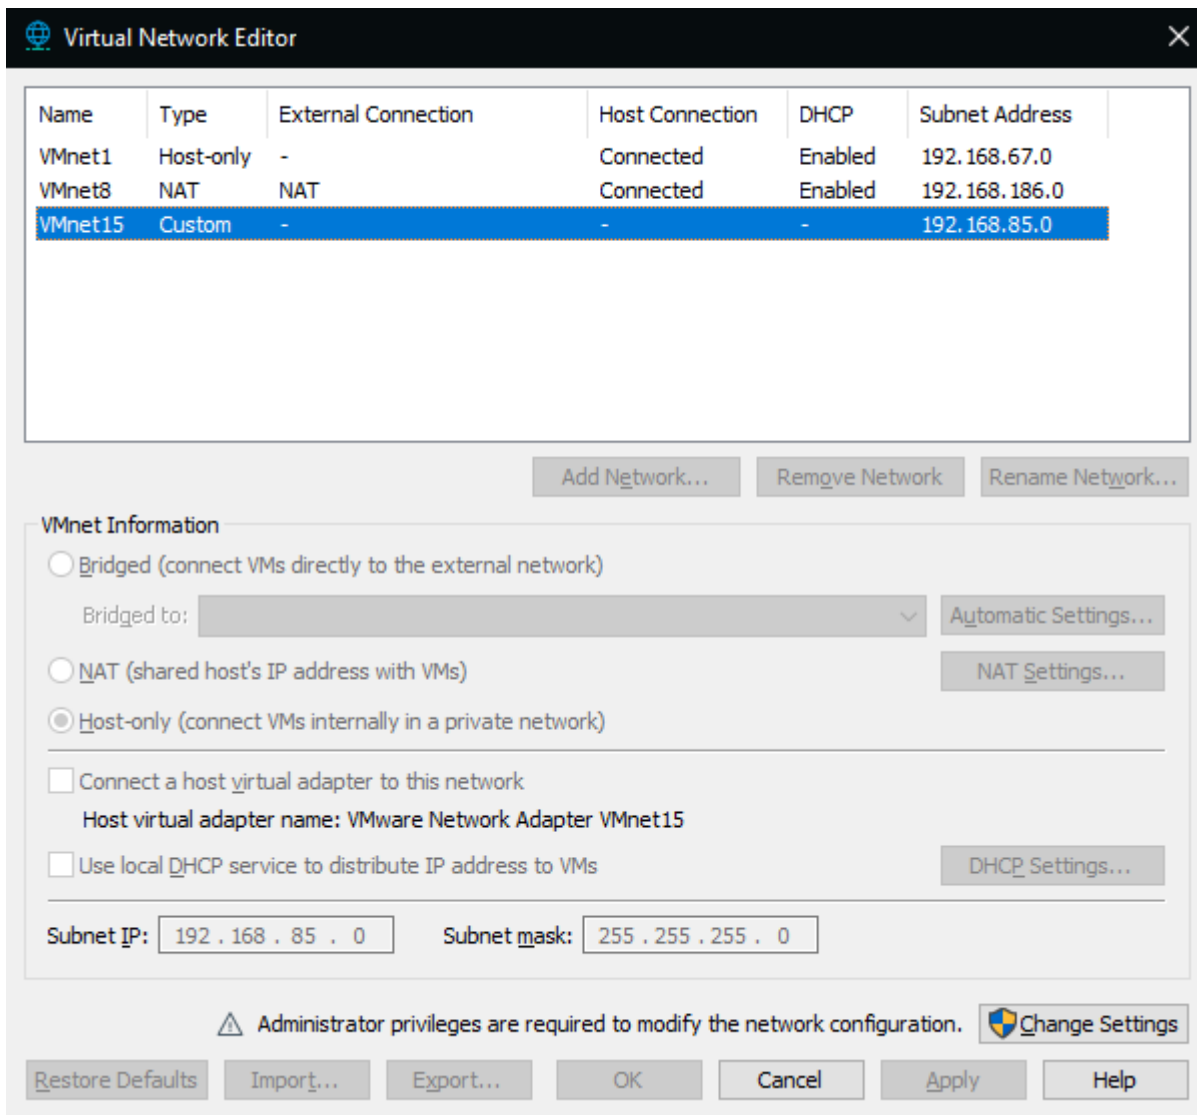 Virtual Network Editor
Name Type External Connection Host Connection DHCP Subnet Address
VMnet1 Host-only - Connected Enabled 192.168.67.0
VMnet8 NAT NAT Connected Enabled 192.168.186.0
VMnet15 Custom - - - 192.168.85.0
Add Network... Remove Network Rename Network...
VMnet Information
Bridged (connect VMs directly to the external network)
Bridged to: Automatic Settings...
NAT (shared host's IP address with VMs) NAT Settings...
Host-only (connect VMs internally in a private network)
Connect a host virtual adapter to this network
Host virtual adapter name: VMware Network Adapter VMnet15
Use local DHCP service to distribute IP address to VMs DHCP Settings...
Subnet IP: 192 . 168 . 85 . 0 Subnet mask: 255 . 255 . 255 . 0
Administrator privileges are required to modify the network configuration. Change Settings
Restore Defaults Import... Export... OK Cancel Apply Help